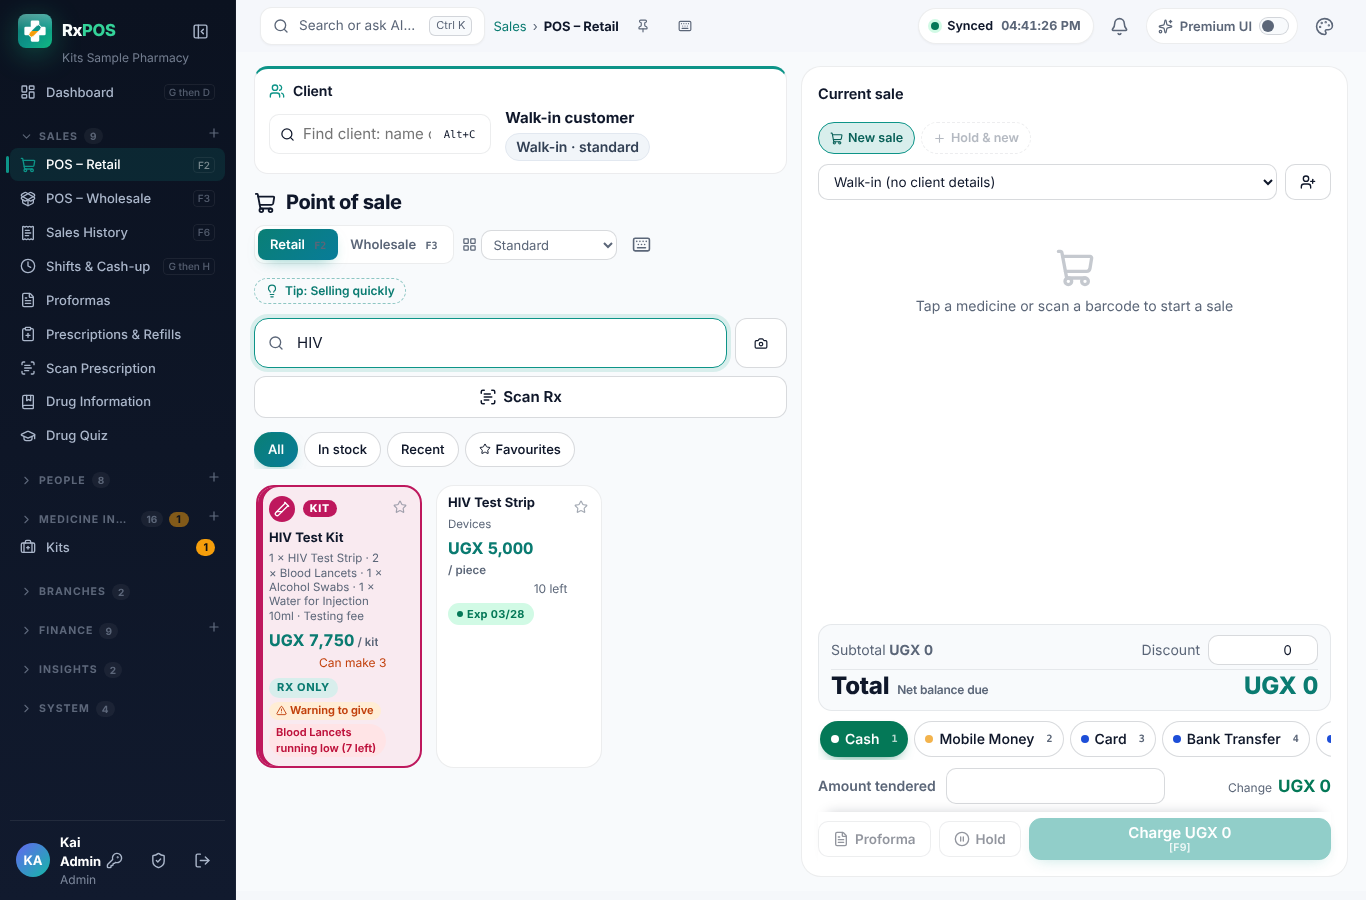 RxPOS
Kits Sample Pharmacy
Dashboard G then D
SALES 9
POS – Retail F2
POS – Wholesale F3
Sales History F6
Shifts & Cash-up G then H
Proformas
Prescriptions & Refills
Scan Prescription
Drug Information
Drug Quiz
PEOPLE 8
MEDICINE IN... 16 1
Kits 1
BRANCHES 2
FINANCE 9
INSIGHTS 2
SYSTEM 4
KA
Kai
Admin
Admin
Search or ask AI... Ctrl K
Sales › POS – Retail
Synced 04:41:26 PM
Premium UI
Client
Find client: name Alt+C
Walk-in customer
Walk-in · standard
Point of sale
Retail F2 Wholesale F3 Standard
Tip: Selling quickly
HIV
Scan Rx
All In stock Recent Favourites
KIT
HIV Test Kit
1 × HIV Test Strip · 2
× Blood Lancets · 1 ×
Alcohol Swabs · 1 ×
Water for Injection
10ml · Testing fee
UGX 7,750 / kit
Can make 3
RX ONLY
Warning to give
Blood Lancets
running low (7 left)
HIV Test Strip
Devices
UGX 5,000
/ piece
10 left
Exp 03/28
Current sale
New sale + Hold & new
Walk-in (no client details)
Tap a medicine or scan a barcode to start a sale
Subtotal UGX 0 Discount 0
Total Net balance due UGX 0
Cash 1 Mobile Money 2 Card 3 Bank Transfer 4
Amount tendered Change UGX 0
Proforma Hold Charge UGX 0
[F9]